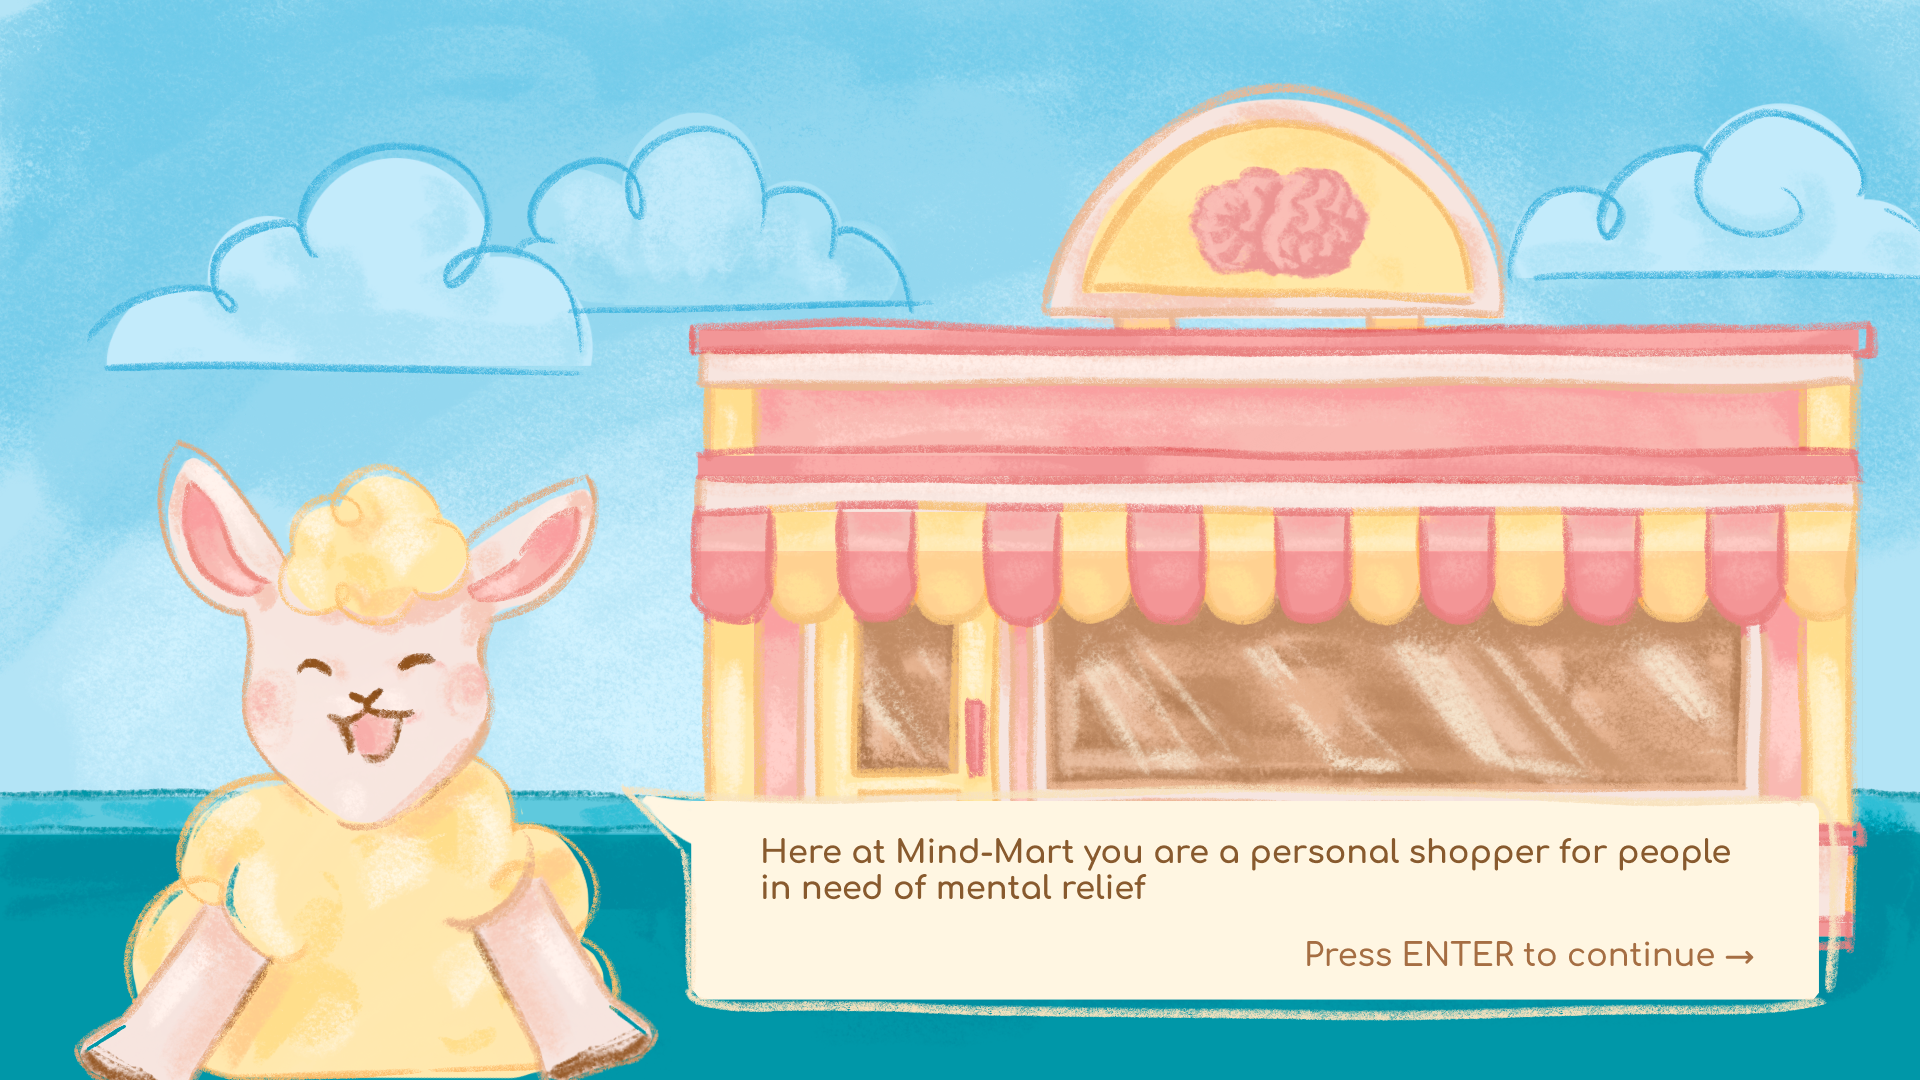 Here at Mind-Mart you are a personal shopper for people
in need of mental relief
Press ENTER to continue →